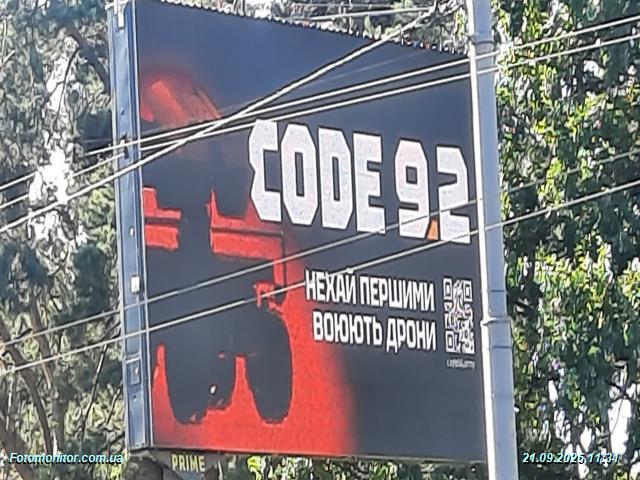 CODE 9.2
НЕХАЙ ПЕРШИМИ
ВОЮЮТЬ ДРОНИ
PRIME
Fotomonitor.com.ua
21.09.2025,11:31